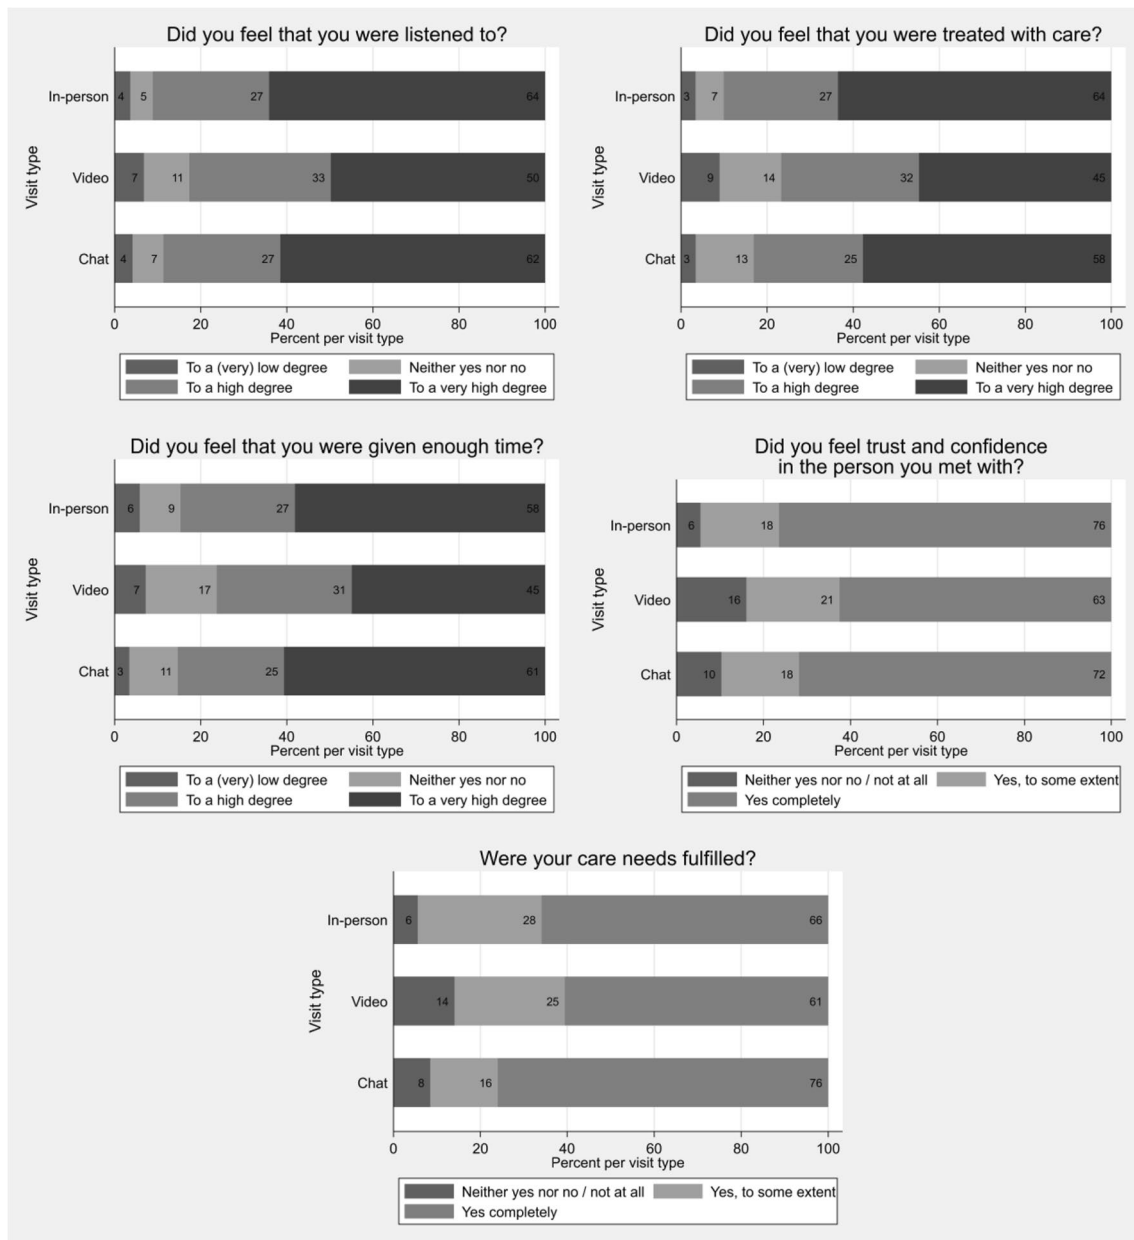 Did you feel that you were listened to?
Visit type
In-person 4 5 27 64
Video 7 11 33 50
Chat 4 7 27 62
0 20 40 60 80 100
Percent per visit type
To a (very) low degree Neither yes nor no
To a high degree To a very high degree
Did you feel that you were treated with care?
Visit type
In-person 3 7 27 64
Video 9 14 32 45
Chat 3 13 25 58
0 20 40 60 80 100
Percent per visit type
To a (very) low degree Neither yes nor no
To a high degree To a very high degree
Did you feel that you were given enough time?
Visit type
In-person 6 9 27 58
Video 7 17 31 45
Chat 3 11 25 61
0 20 40 60 80 100
Percent per visit type
To a (very) low degree Neither yes nor no
To a high degree To a very high degree
Did you feel trust and confidence
in the person you met with?
Visit type
In-person 6 18 76
Video 16 21 63
Chat 10 18 72
0 20 40 60 80 100
Percent per visit type
Neither yes nor no / not at all Yes, to some extent
Yes completely
Were your care needs fulfilled?
Visit type
In-person 6 28 66
Video 14 25 61
Chat 8 16 76
0 20 40 60 80 100
Percent per visit type
Neither yes nor no / not at all Yes, to some extent
Yes completely